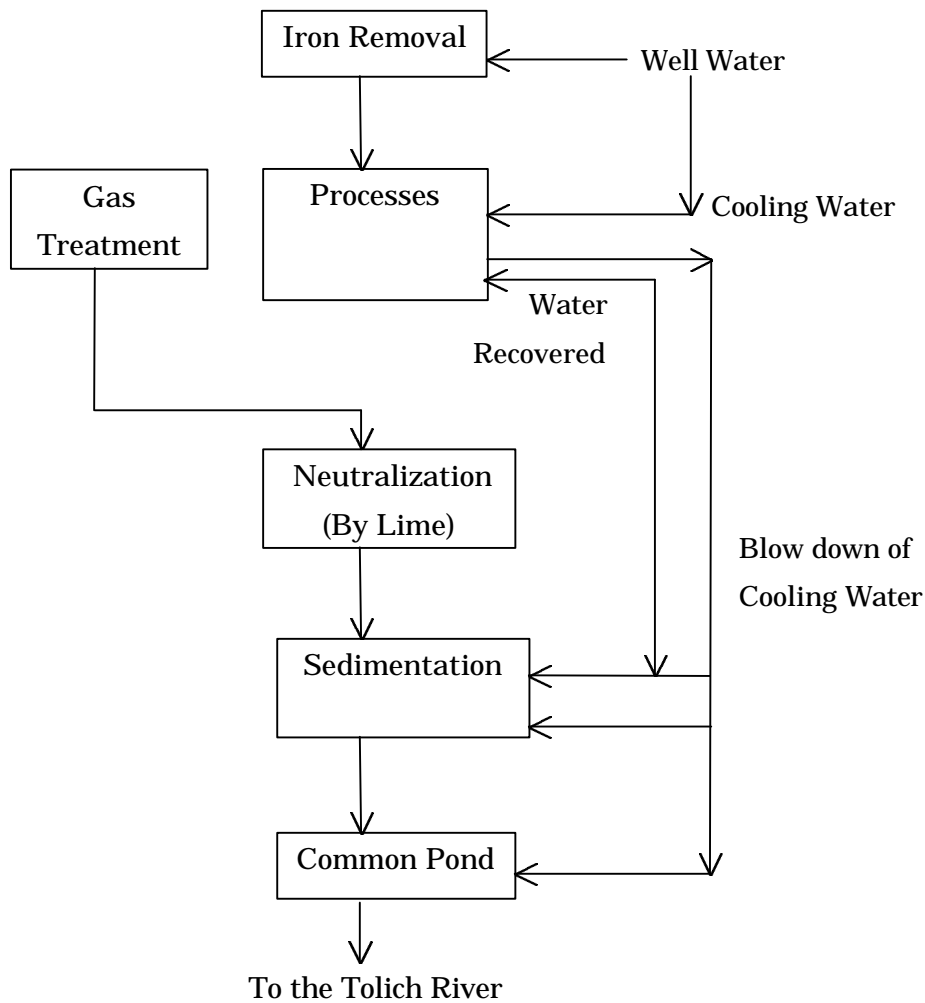 Iron Removal
Well Water
Gas
Treatment
Processes
Cooling Water
Water
Recovered
Neutralization
(By Lime)
Blow down of
Cooling Water
Sedimentation
Common Pond
To the Tolich River